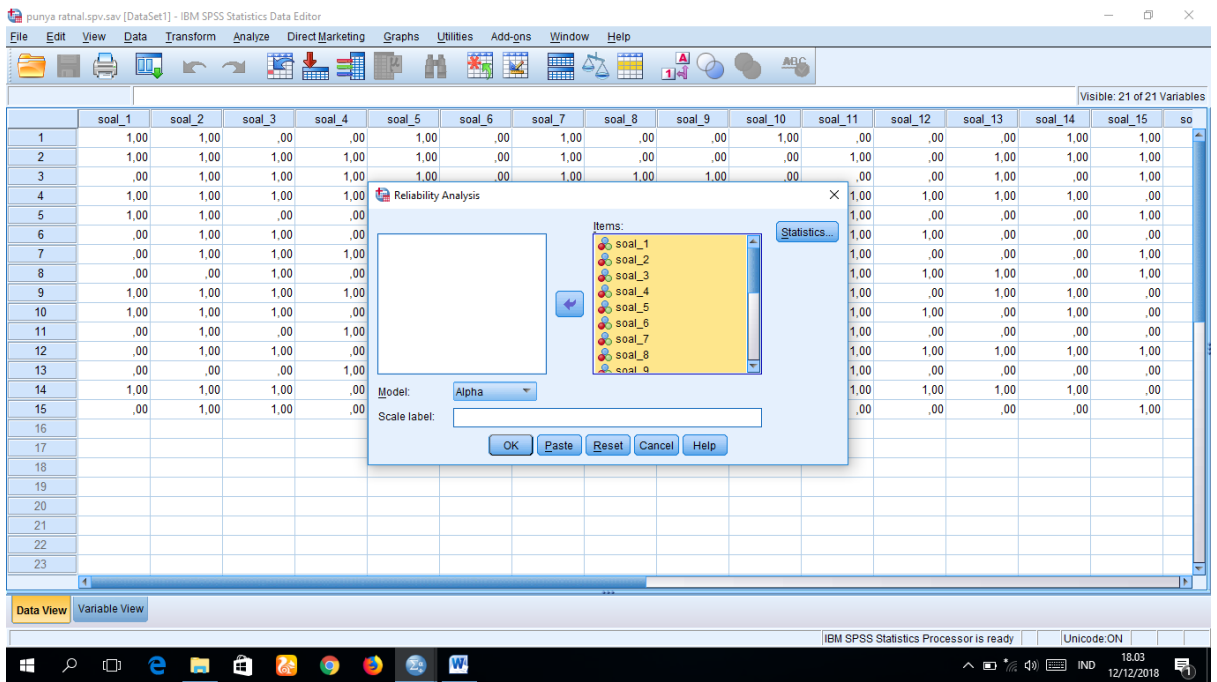 punya ratnal.spv.sav [DataSet1] - IBM SPSS Statistics Data Editor
File Edit View Data Transform Analyze Direct Marketing Graphs Utilities Add-ons Window Help
Visible: 21 of 21 Variables
soal_1 soal_2 soal_3 soal_4 soal_5 soal_6 soal_7 soal_8 soal_9 soal_10 soal_11 soal_12 soal_13 soal_14 soal_15 so
1 1,00 1,00 ,00 ,00 1,00 ,00 1,00 ,00 ,00 1,00 ,00 ,00 ,00 1,00 1,00
2 1,00 1,00 1,00 1,00 1,00 ,00 1,00 ,00 ,00 ,00 1,00 ,00 1,00 1,00 1,00
3 ,00 1,00 1,00 ,00 1,00 ,00 1,00 1,00 1,00 ,00 ,00 ,00 1,00 ,00 1,00
4 1,00 1,00 1,00 1,00 1,00 1,00 1,00 1,00 ,00
5 1,00 1,00 ,00 ,00 1,00 ,00 ,00 ,00 1,00
6 ,00 1,00 1,00 ,00 1,00 1,00 ,00 ,00 ,00
7 ,00 1,00 1,00 1,00 1,00 ,00 ,00 ,00 1,00
8 ,00 ,00 1,00 ,00 1,00 1,00 1,00 ,00 1,00
9 1,00 1,00 1,00 1,00 1,00 ,00 1,00 1,00 ,00
10 1,00 1,00 1,00 ,00 1,00 1,00 ,00 1,00 ,00
11 ,00 1,00 ,00 1,00 1,00 ,00 ,00 ,00 ,00
12 ,00 1,00 1,00 ,00 1,00 1,00 1,00 1,00 1,00
13 ,00 ,00 ,00 1,00 1,00 ,00 ,00 ,00 1,00
14 1,00 1,00 1,00 ,00 1,00 1,00 1,00 1,00 ,00
15 ,00 1,00 1,00 ,00 ,00 ,00 ,00 ,00 1,00
16
17
18
19
20
21
22
23
Reliability Analysis
Items:
Statistics...
soal_1
soal_2
soal_3
soal_4
soal_5
soal_6
soal_7
soal_8
soal_9
Model: Alpha
Scale label:
OK Paste Reset Cancel Help
Data View Variable View
IBM SPSS Statistics Processor is ready Unicode:ON
IND 18.03
12/12/2018